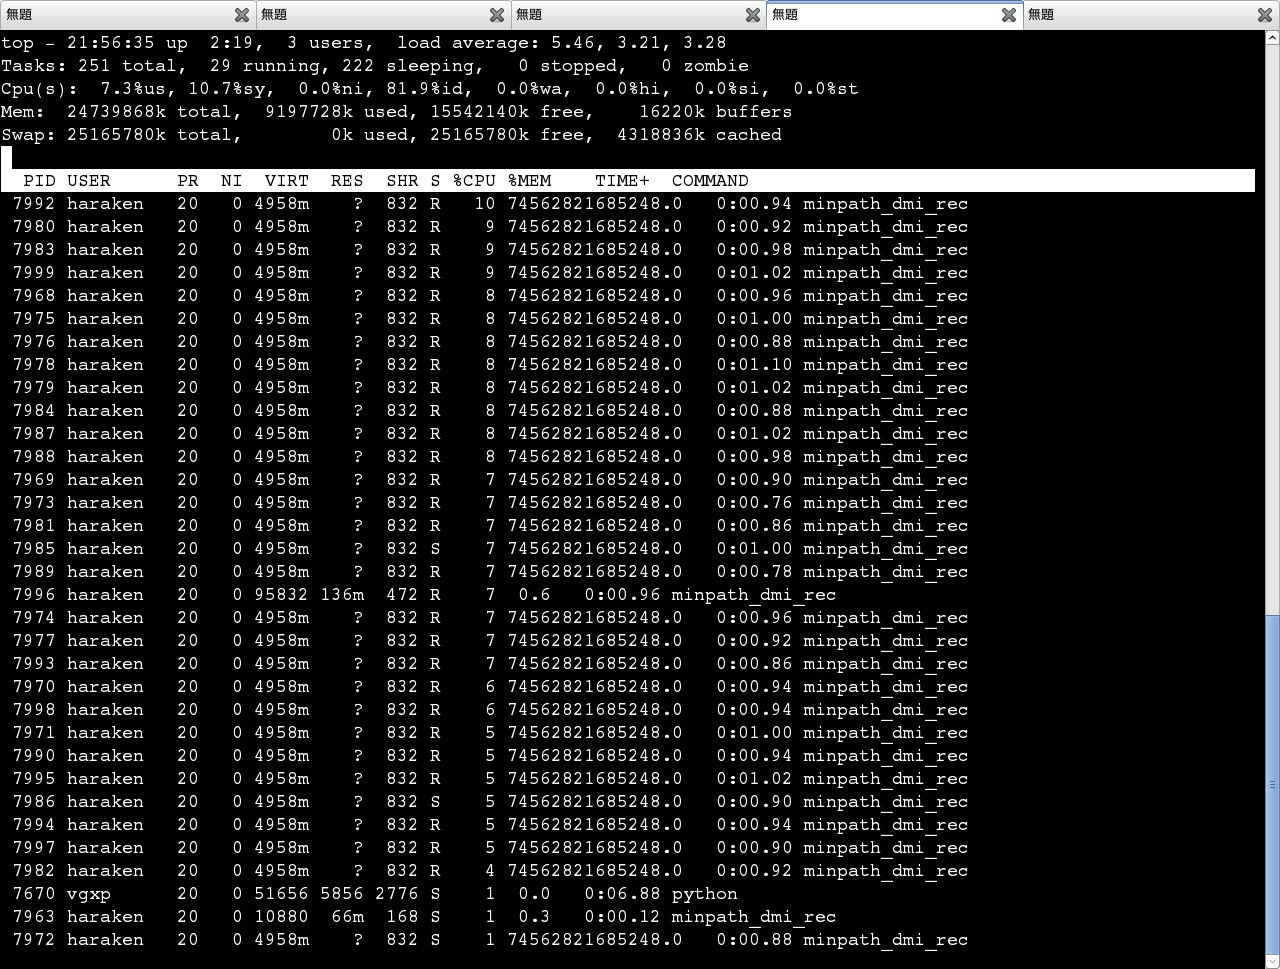 無題 無題 無題 無題 無題
top - 21:56:35 up  2:19,  3 users,  load average: 5.46, 3.21, 3.28
Tasks: 251 total,  29 running, 222 sleeping,   0 stopped,   0 zombie
Cpu(s):  7.3%us, 10.7%sy,  0.0%ni, 81.9%id,  0.0%wa,  0.0%hi,  0.0%si,  0.0%st
Mem:  24739868k total,  9197728k used, 15542140k free,    16220k buffers
Swap: 25165780k total,        0k used, 25165780k free,  4318836k cached
  PID USER      PR  NI  VIRT  RES  SHR S %CPU %MEM    TIME+  COMMAND
 7992 haraken   20   0 4958m    ?  832 R   10 74562821685248.0   0:00.94 minpath_dmi_rec
 7980 haraken   20   0 4958m    ?  832 R    9 74562821685248.0   0:00.92 minpath_dmi_rec
 7983 haraken   20   0 4958m    ?  832 R    9 74562821685248.0   0:00.98 minpath_dmi_rec
 7999 haraken   20   0 4958m    ?  832 R    9 74562821685248.0   0:01.02 minpath_dmi_rec
 7968 haraken   20   0 4958m    ?  832 R    8 74562821685248.0   0:00.96 minpath_dmi_rec
 7975 haraken   20   0 4958m    ?  832 R    8 74562821685248.0   0:01.00 minpath_dmi_rec
 7976 haraken   20   0 4958m    ?  832 R    8 74562821685248.0   0:00.88 minpath_dmi_rec
 7978 haraken   20   0 4958m    ?  832 R    8 74562821685248.0   0:01.10 minpath_dmi_rec
 7979 haraken   20   0 4958m    ?  832 R    8 74562821685248.0   0:01.02 minpath_dmi_rec
 7984 haraken   20   0 4958m    ?  832 R    8 74562821685248.0   0:00.88 minpath_dmi_rec
 7987 haraken   20   0 4958m    ?  832 R    8 74562821685248.0   0:01.02 minpath_dmi_rec
 7988 haraken   20   0 4958m    ?  832 R    8 74562821685248.0   0:00.98 minpath_dmi_rec
 7969 haraken   20   0 4958m    ?  832 R    7 74562821685248.0   0:00.90 minpath_dmi_rec
 7973 haraken   20   0 4958m    ?  832 R    7 74562821685248.0   0:00.76 minpath_dmi_rec
 7981 haraken   20   0 4958m    ?  832 R    7 74562821685248.0   0:00.86 minpath_dmi_rec
 7985 haraken   20   0 4958m    ?  832 S    7 74562821685248.0   0:01.00 minpath_dmi_rec
 7989 haraken   20   0 4958m    ?  832 R    7 74562821685248.0   0:00.78 minpath_dmi_rec
 7996 haraken   20   0 95832 136m  472 R    7  0.6   0:00.96 minpath_dmi_rec
 7974 haraken   20   0 4958m    ?  832 R    7 74562821685248.0   0:00.96 minpath_dmi_rec
 7977 haraken   20   0 4958m    ?  832 R    7 74562821685248.0   0:00.92 minpath_dmi_rec
 7993 haraken   20   0 4958m    ?  832 R    7 74562821685248.0   0:00.86 minpath_dmi_rec
 7970 haraken   20   0 4958m    ?  832 R    6 74562821685248.0   0:00.94 minpath_dmi_rec
 7998 haraken   20   0 4958m    ?  832 R    6 74562821685248.0   0:00.94 minpath_dmi_rec
 7971 haraken   20   0 4958m    ?  832 R    5 74562821685248.0   0:01.00 minpath_dmi_rec
 7990 haraken   20   0 4958m    ?  832 R    5 74562821685248.0   0:00.94 minpath_dmi_rec
 7995 haraken   20   0 4958m    ?  832 R    5 74562821685248.0   0:01.02 minpath_dmi_rec
 7986 haraken   20   0 4958m    ?  832 S    5 74562821685248.0   0:00.90 minpath_dmi_rec
 7994 haraken   20   0 4958m    ?  832 R    5 74562821685248.0   0:00.94 minpath_dmi_rec
 7997 haraken   20   0 4958m    ?  832 R    5 74562821685248.0   0:00.90 minpath_dmi_rec
 7982 haraken   20   0 4958m    ?  832 R    4 74562821685248.0   0:00.92 minpath_dmi_rec
 7670 vgxp      20   0 51656 5856 2776 S    1  0.0   0:06.88 python
 7963 haraken   20   0 10880  66m  168 S    1  0.3   0:00.12 minpath_dmi_rec
 7972 haraken   20   0 4958m    ?  832 S    1 74562821685248.0   0:00.88 minpath_dmi_rec